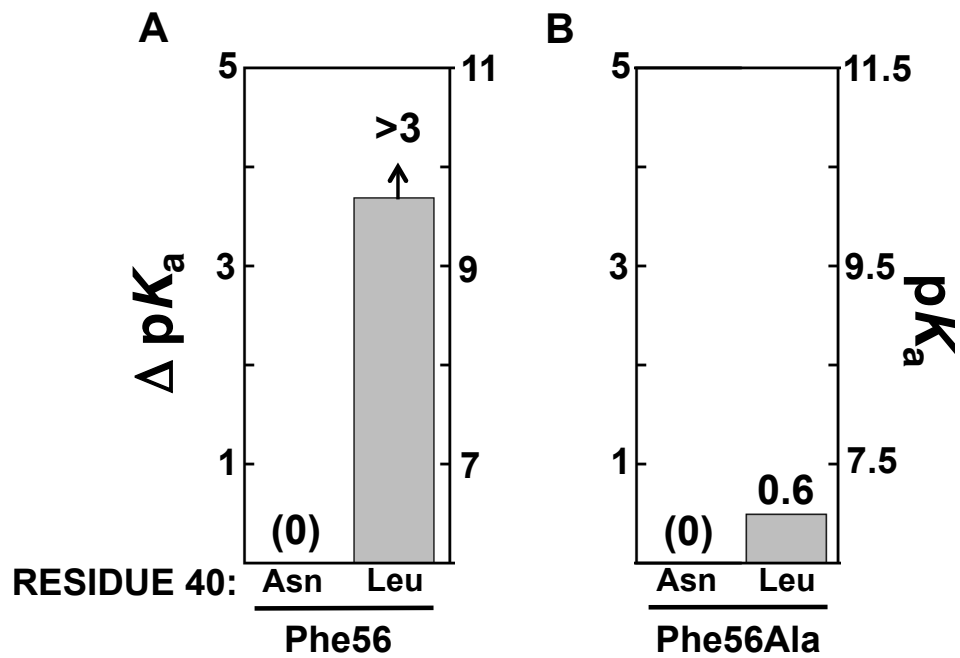 A
B
5
11
5
11.5
>3
3
9
3
9.5
Δ pKa
pKa
1
7
1
7.5
(0)
(0)
0.6
RESIDUE 40: Asn Leu
Asn Leu
Phe56
Phe56Ala